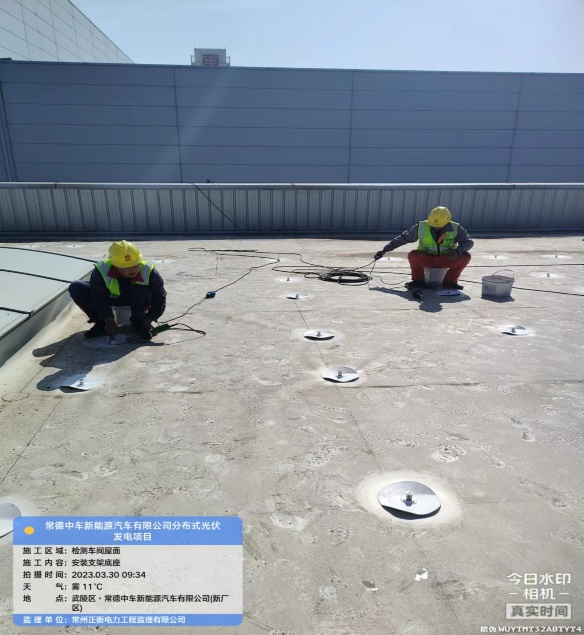 常德中车新能源汽车有限公司分布式光伏
发电项目
施工区域：检测车间屋面
施工内容：安装支架底座
拍摄时间：2023.03.30 09:34
天 气：雾 11℃
地 点：武陵区·常德中车新能源汽车有限公司(新厂
区)
监理单位：常州正衡电力工程监理有限公司
今日水印
相机
真实时间
防伪 WUYTMT32ABTYT4